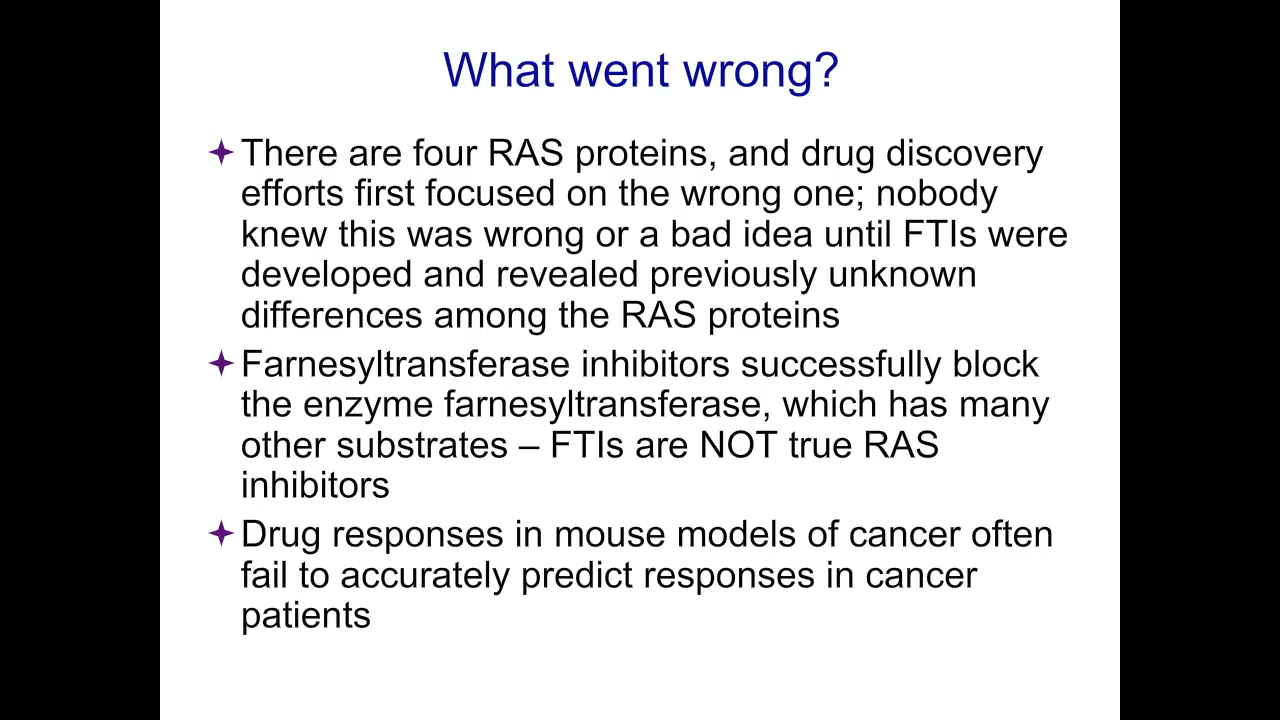 What went wrong?
There are four RAS proteins, and drug discovery
efforts first focused on the wrong one; nobody
knew this was wrong or a bad idea until FTIs were
developed and revealed previously unknown
differences among the RAS proteins
Farnesyltransferase inhibitors successfully block
the enzyme farnesyltransferase, which has many
other substrates – FTIs are NOT true RAS
inhibitors
Drug responses in mouse models of cancer often
fail to accurately predict responses in cancer
patients